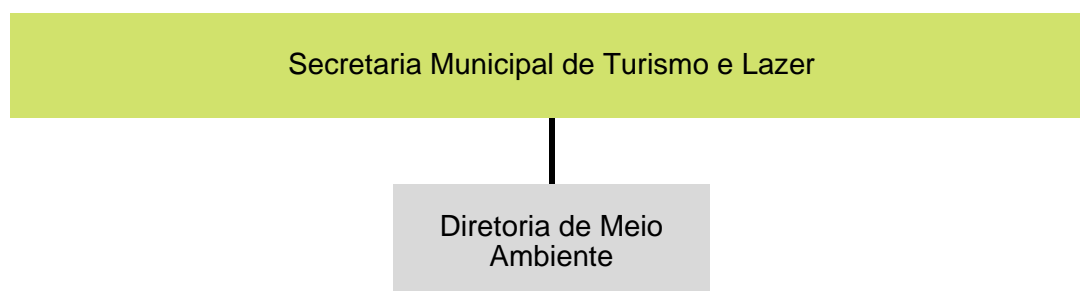 Secretaria Municipal de Turismo e Lazer
Diretoria de Meio
Ambiente